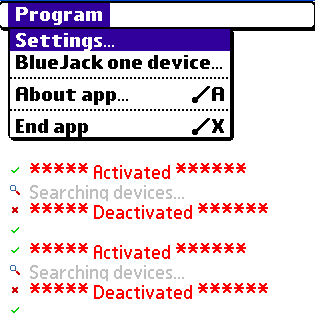 Program
Settings...
BlueJack one device...
About app... /A
End app /X
***** Activated ******
Searching devices...
***** Deactivated ******
***** Activated ******
Searching devices...
***** Deactivated ******